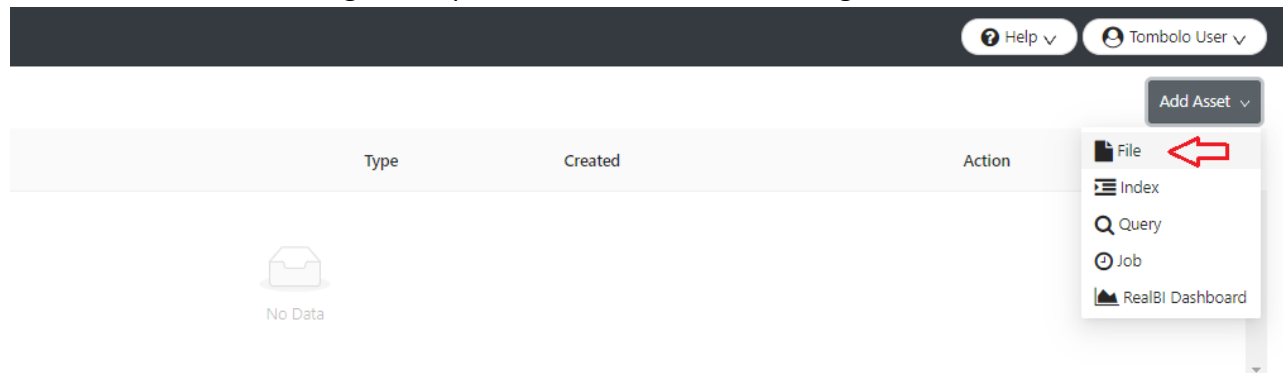 Help
Tombolo User
Add Asset
Type Created Action
File
Index
Query
Job
RealBI Dashboard
No Data